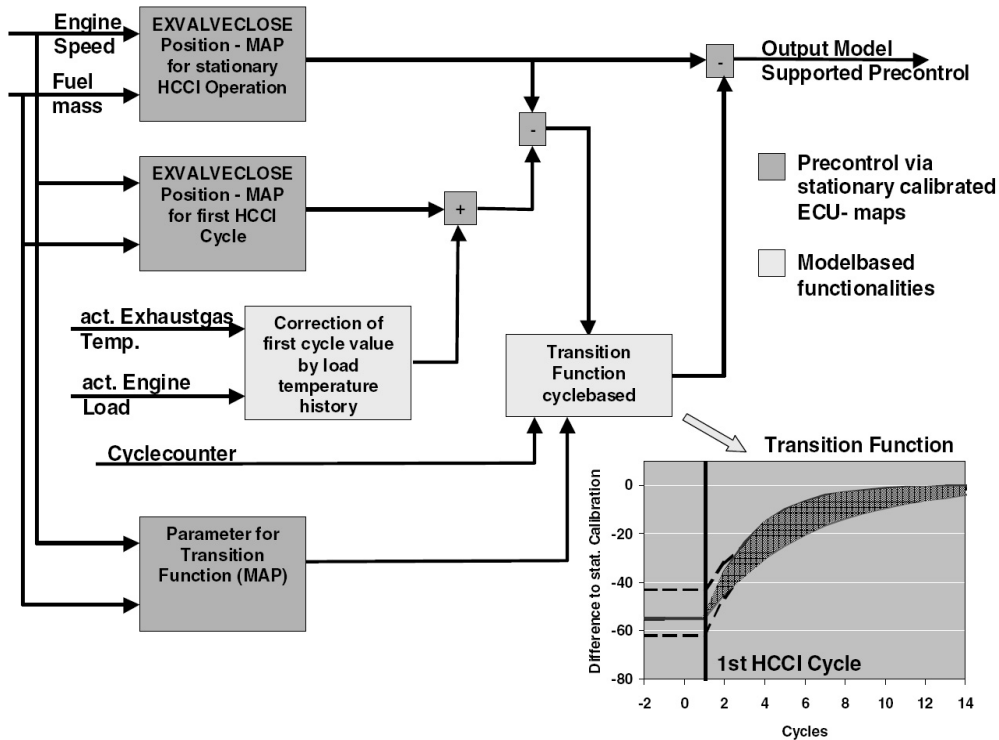 Engine
Speed
Fuel
mass
EXVALVECLOSE
Position - MAP
for stationary
HCCI Operation
-
Output Model
Supported Precontrol
-
EXVALVECLOSE
Position - MAP
for first HCCI
Cycle
+
Precontrol via
stationary calibrated
ECU- maps
Modelbased
functionalities
act. Exhaustgas
Temp.
act. Engine
Load
Correction of
first cycle value
by load
temperature
history
Transition
Function
cyclebased
Cyclecounter
Parameter for
Transition
Function (MAP)
Transition Function
Difference to stat. Calibration
0
-20
-40
-60
-80
1st HCCI Cycle
-2 0 2 4 6 8 10 12 14
Cycles